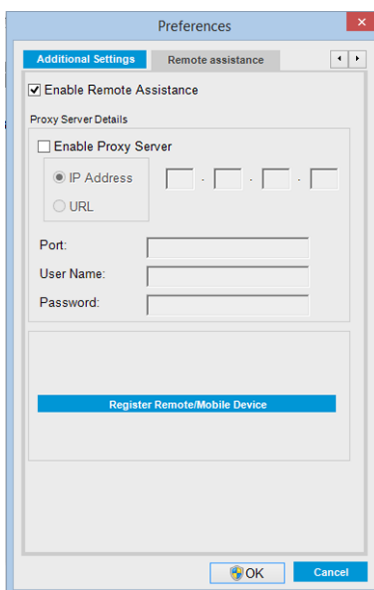 Preferences
Additional Settings
Remote assistance
Enable Remote Assistance
Proxy Server Details
Enable Proxy Server
IP Address
URL
Port:
User Name:
Password:
Register Remote/Mobile Device
OK
Cancel